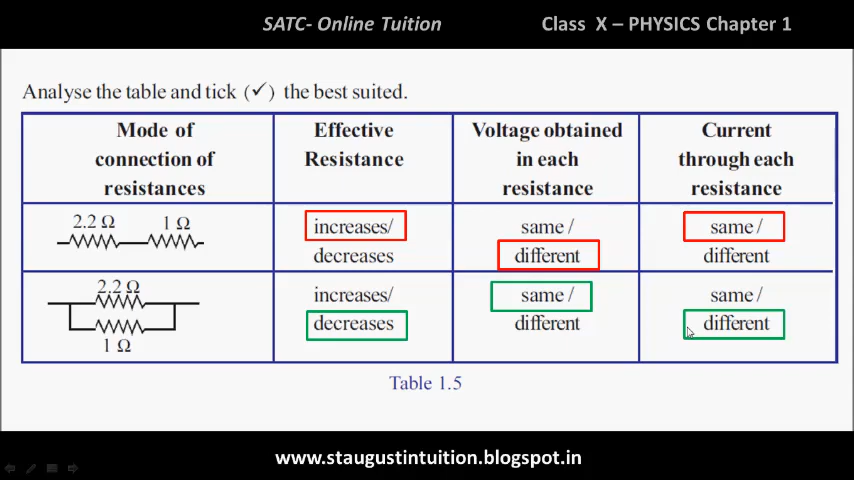 SATC- Online Tuition
Class X – PHYSICS Chapter 1
Analyse the table and tick (✓) the best suited.
Mode of connection of resistances
Effective Resistance
Voltage obtained in each resistance
Current through each resistance
2.2 Ω 1 Ω
increases/
decreases
same /
different
same /
different
2.2 Ω
1 Ω
increases/
decreases
same /
different
same /
different
Table 1.5
www.staugustintuition.blogspot.in